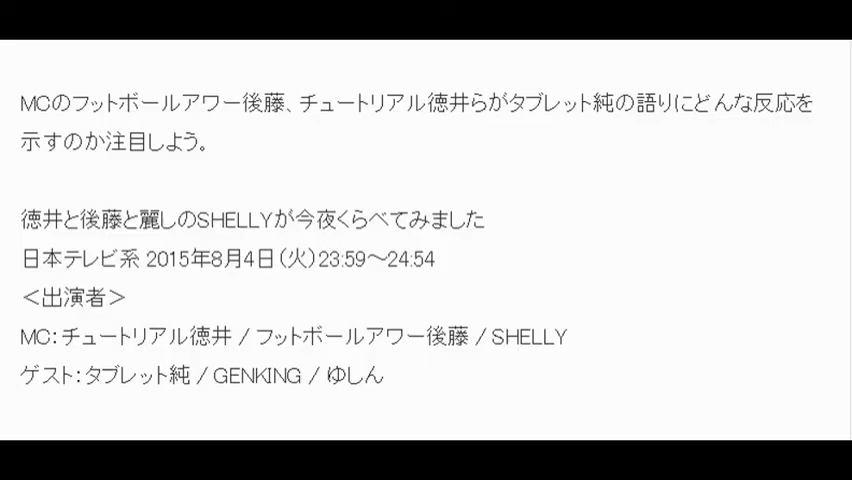 MCのフットボールアワー後藤、チュートリアル徳井らがタブレット純の語りにどんな反応を
示すのか注目しよう。
徳井と後藤と麗しのSHELLYが今夜くらべてみました
日本テレビ系 2015年8月4日（火）23:59～24:54
＜出演者＞
MC：チュートリアル徳井 / フットボールアワー後藤 / SHELLY
ゲスト：タブレット純 / GENKING / ゆしん